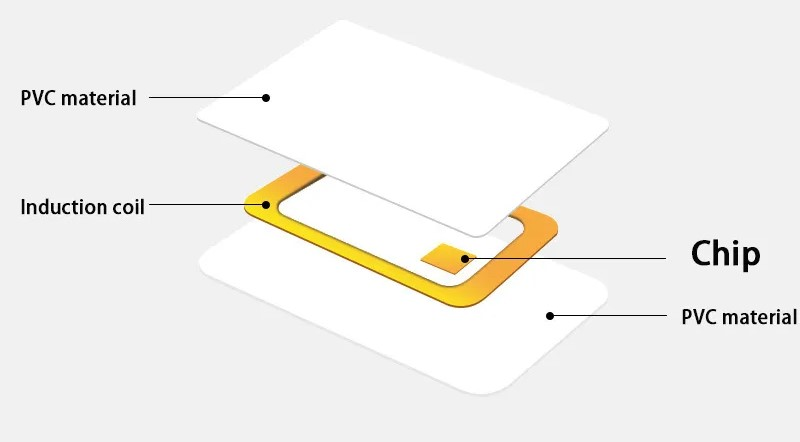 PVC material
Induction coil
Chip
PVC material